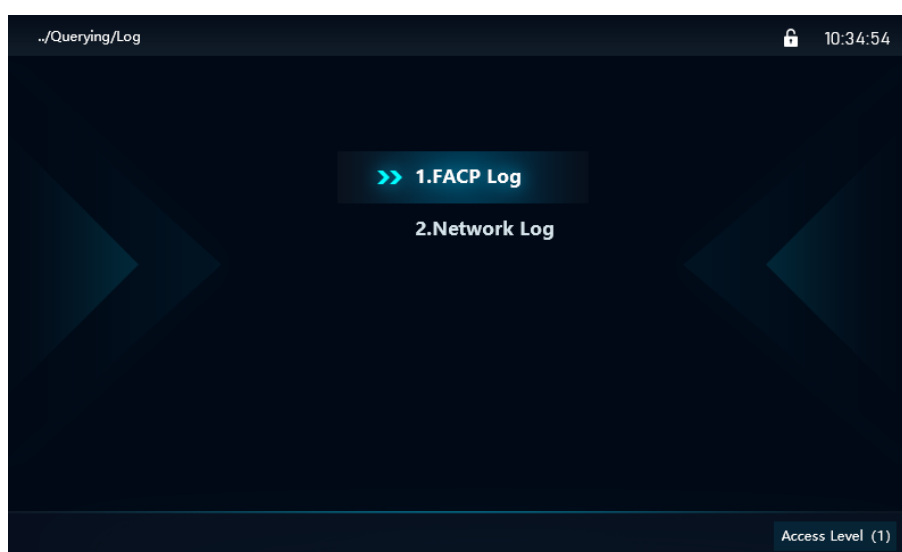 ../Querying/Log
10:34:54
1.FACP Log
2.Network Log
Access Level (1)